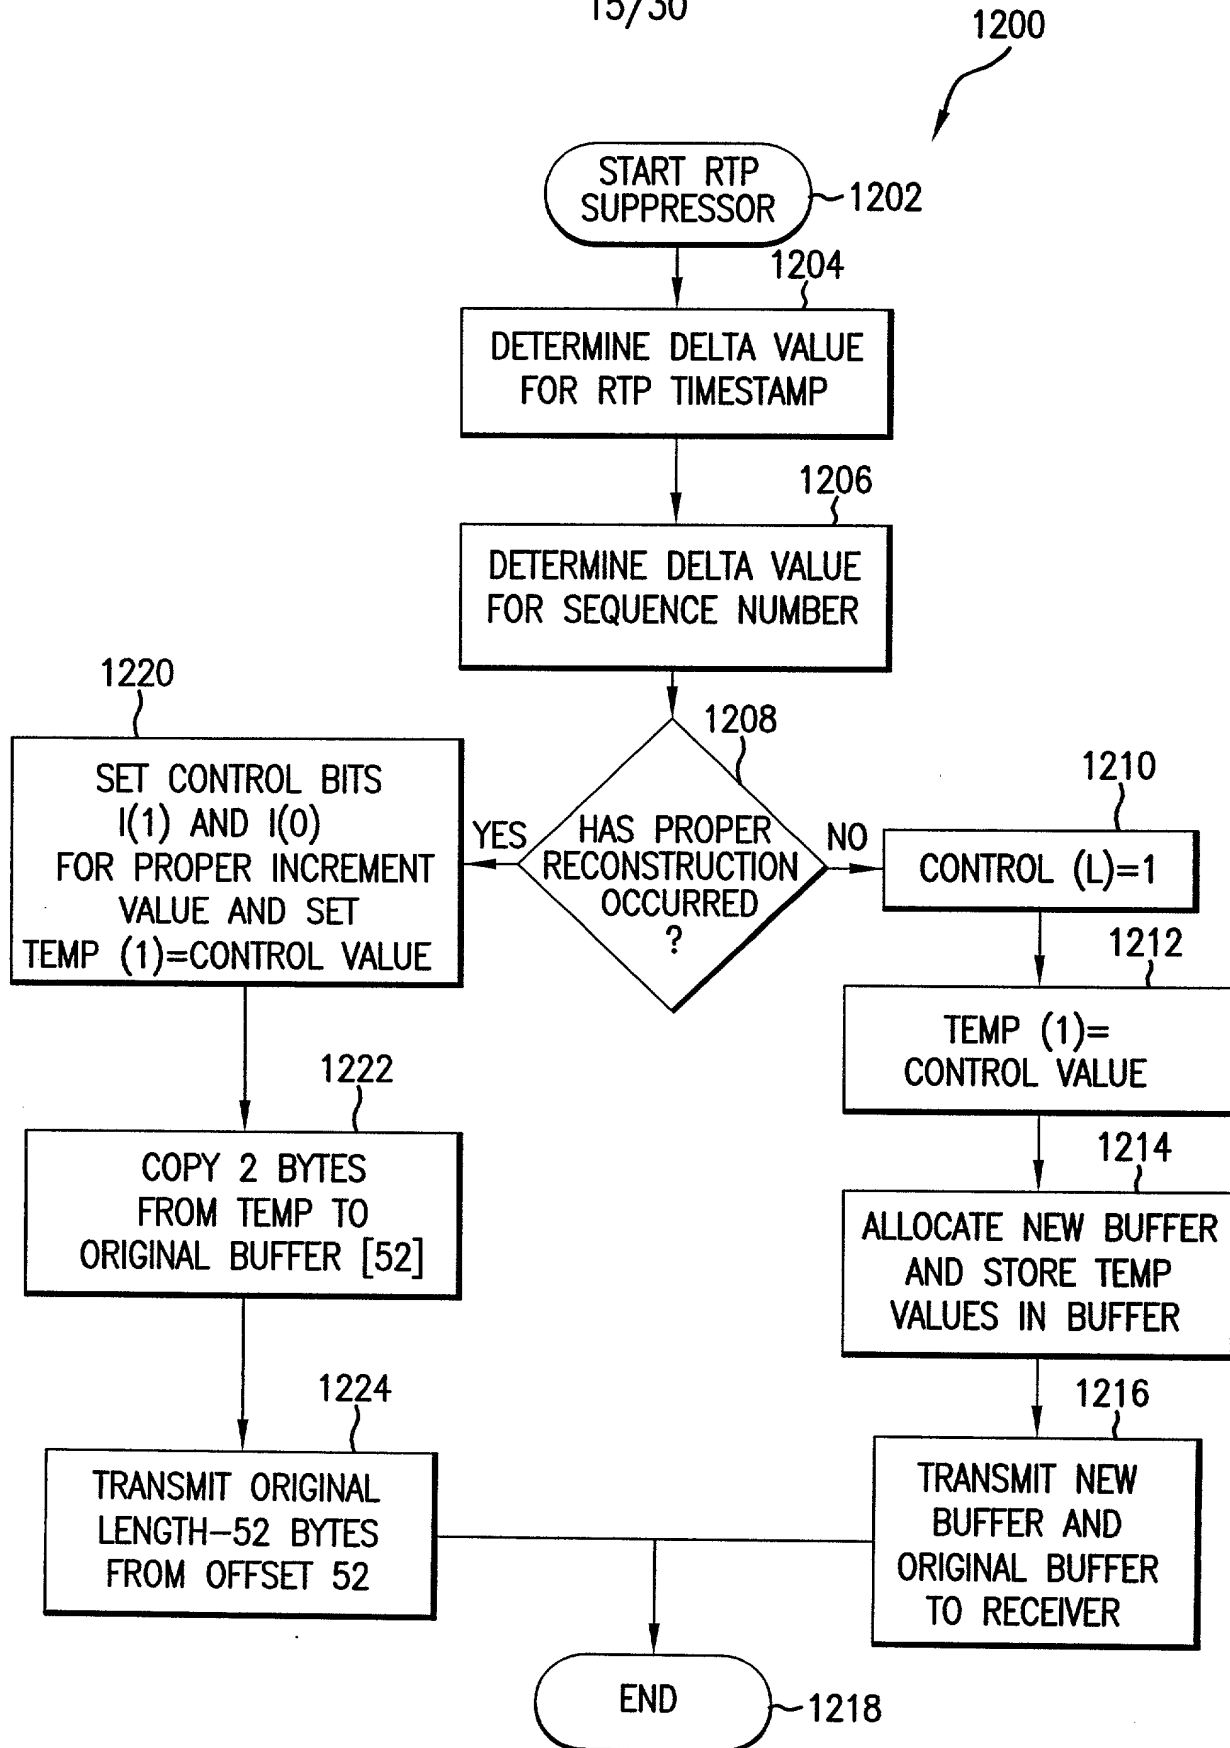 15/30
1200
START RTP
SUPPRESSOR
1202
1204
DETERMINE DELTA VALUE
FOR RTP TIMESTAMP
1206
DETERMINE DELTA VALUE
FOR SEQUENCE NUMBER
1208
HAS PROPER
RECONSTRUCTION
OCCURRED
?
YES
NO
1220
SET CONTROL BITS
I(1) AND I(0)
FOR PROPER INCREMENT
VALUE AND SET
TEMP (1)=CONTROL VALUE
1222
COPY 2 BYTES
FROM TEMP TO
ORIGINAL BUFFER [52]
1224
TRANSMIT ORIGINAL
LENGTH-52 BYTES
FROM OFFSET 52
1210
CONTROL (L)=1
1212
TEMP (1)=
CONTROL VALUE
1214
ALLOCATE NEW BUFFER
AND STORE TEMP
VALUES IN BUFFER
1216
TRANSMIT NEW
BUFFER AND
ORIGINAL BUFFER
TO RECEIVER
END
1218